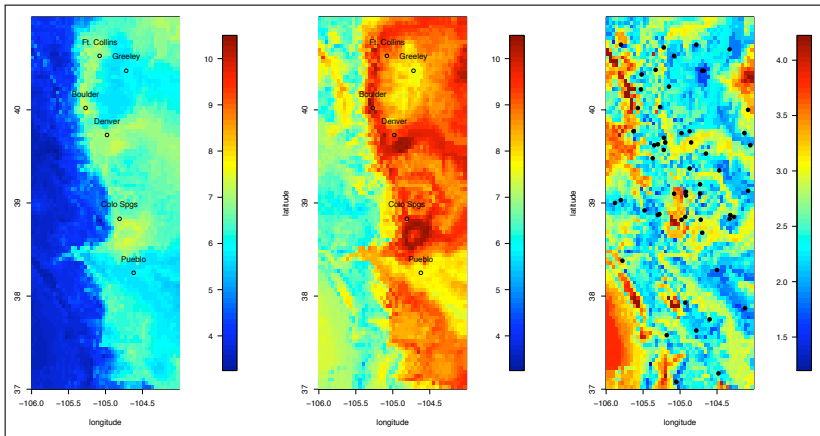 Ft. Collins
Greeley
Boulder
Denver
Colo Spgs
Pueblo
37
38
39
40
−106.0 −105.5 −105.0 −104.5
longitude
4
5
6
7
8
9
10
Ft. Collins
Greeley
Boulder
Denver
Colo Spgs
Pueblo
latitude
37
38
39
40
−106.0 −105.5 −105.0 −104.5
longitude
4
5
6
7
8
9
10
latitude
37
38
39
40
−106.0 −105.5 −105.0 −104.5
longitude
1.5
2.0
2.5
3.0
3.5
4.0